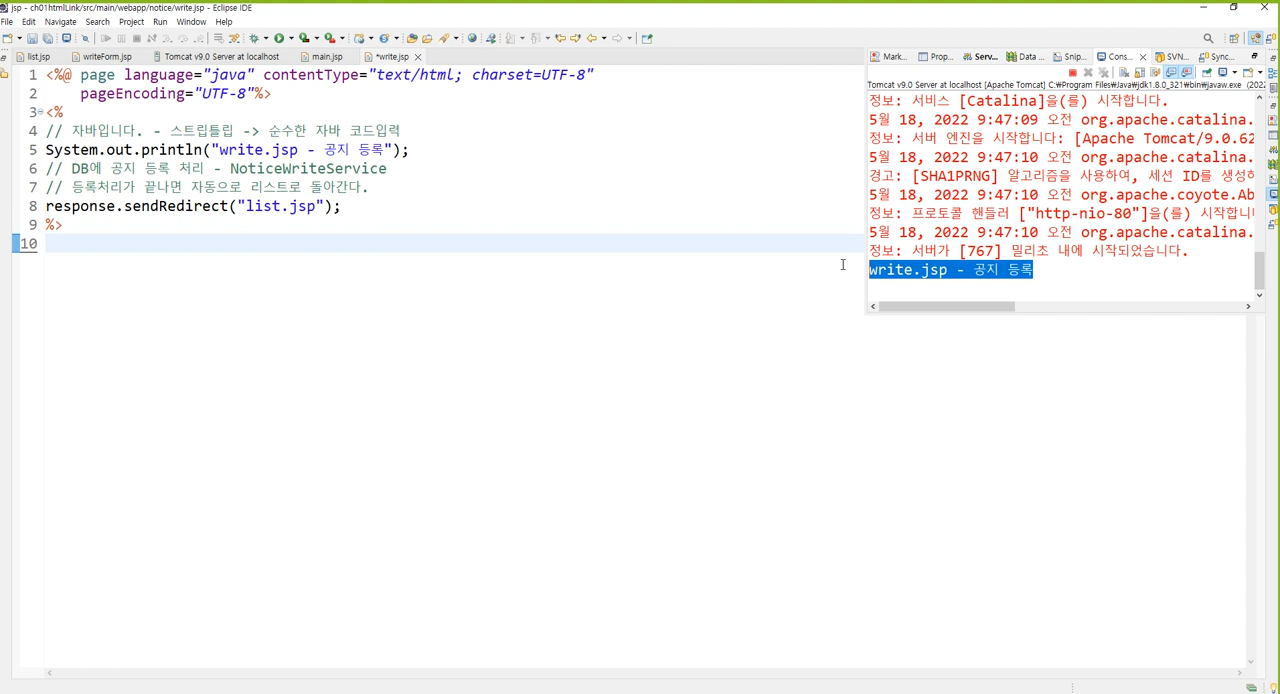 jsp - ch01htmlLink/src/main/webapp/notice/write.jsp - Eclipse IDE
File Edit Navigate Search Project Run Window Help
list.jsp writeForm.jsp Tomcat v9.0 Server at localhost main.jsp *write.jsp
1 <%@ page language="java" contentType="text/html; charset=UTF-8"
2 pageEncoding="UTF-8"%>
3 <%
4 // 자바입니다. - 스트립틀립 -> 순수한 자바 코드입력
5 System.out.println("write.jsp - 공지 등록");
6 // DB에 공지 등록 처리 - NoticeWriteService
7 // 등록처리가 끝나면 자동으로 리스트로 돌아간다.
8 response.sendRedirect("list.jsp");
9 %>
10
Mark... Prop... Serv... Data ... Snip... Cons... SVN... Sync...
Tomcat v9.0 Server at localhost [Apache Tomcat] C:₩Program Files₩Java₩jdk1.8.0_321₩bin₩javaw.exe (202
정보: 서비스 [Catalina]을(를) 시작합니다.
5월 18, 2022 9:47:09 오전 org.apache.catalina.
정보: 서버 엔진을 시작합니다: [Apache Tomcat/9.0.62
5월 18, 2022 9:47:10 오전 org.apache.catalina.
경고: [SHA1PRNG] 알고리즘을 사용하여, 세션 ID를 생성하
5월 18, 2022 9:47:10 오전 org.apache.coyote.Ab
정보: 프로토콜 핸들러 ["http-nio-80"]을(를) 시작합니
5월 18, 2022 9:47:10 오전 org.apache.catalina.
정보: 서버가 [767] 밀리초 내에 시작되었습니다.
write.jsp - 공지 등록